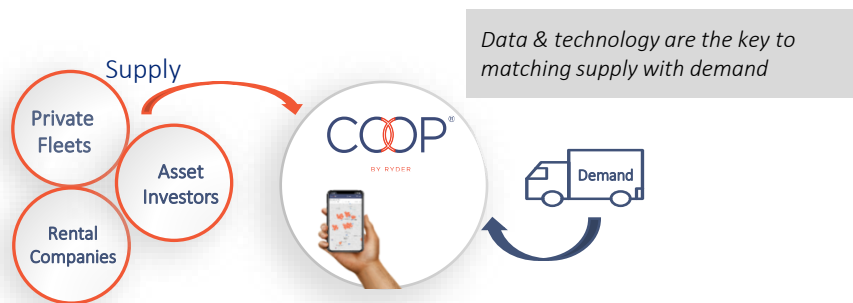 Data & technology are the key to
matching supply with demand
Supply
Private
Fleets
Asset
Investors
Rental
Companies
COOP®
BY RYDER
Demand